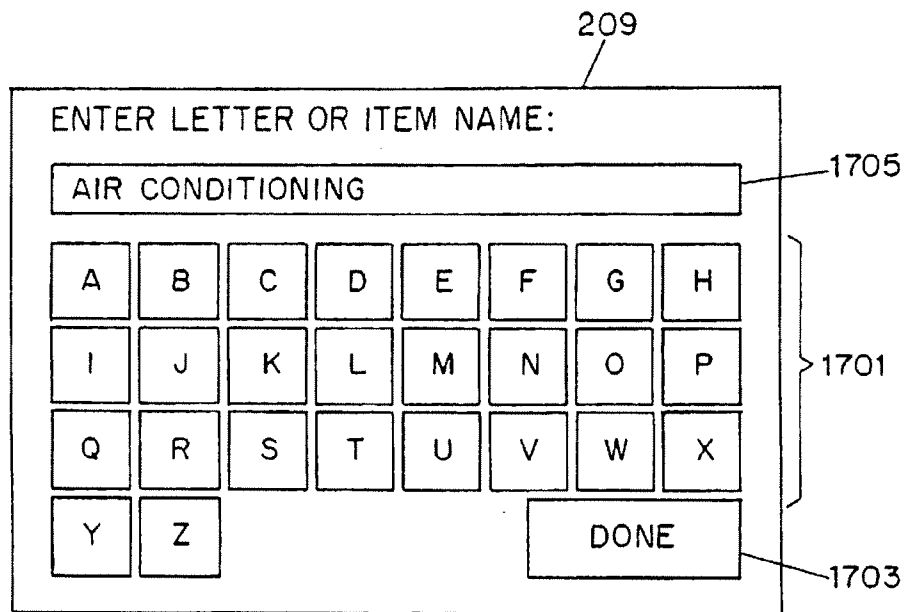 209
ENTER LETTER OR ITEM NAME:
AIR CONDITIONING
1705
A B C D E F G H
I J K L M N O P
1701
Q R S T U V W X
Y Z DONE
1703